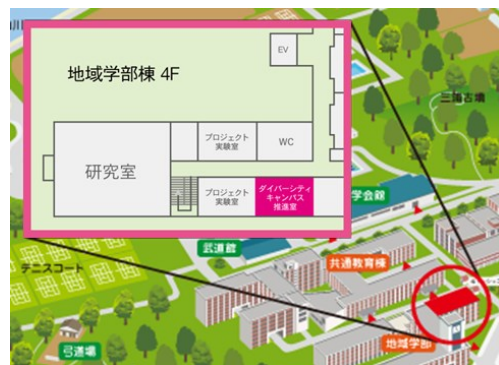 地域学部棟 4F
EV
プロジェクト
実験室
WC
研究室
プロジェクト
実験室
ダイバーシティ
キャンパス
推進室
三浦古墳
学会館
武道館
共通教育棟
テニスコート
地域学部
弓道場